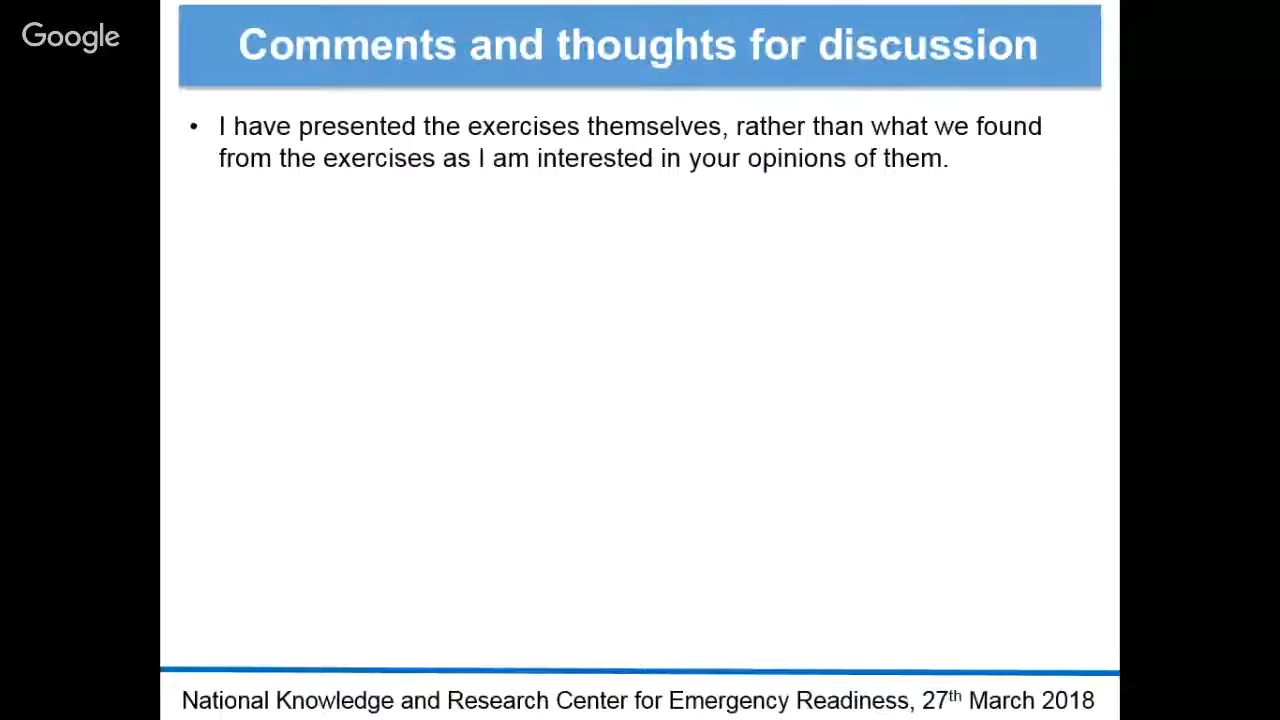 Google
Comments and thoughts for discussion
• I have presented the exercises themselves, rather than what we found
from the exercises as I am interested in your opinions of them.
National Knowledge and Research Center for Emergency Readiness, 27th March 2018